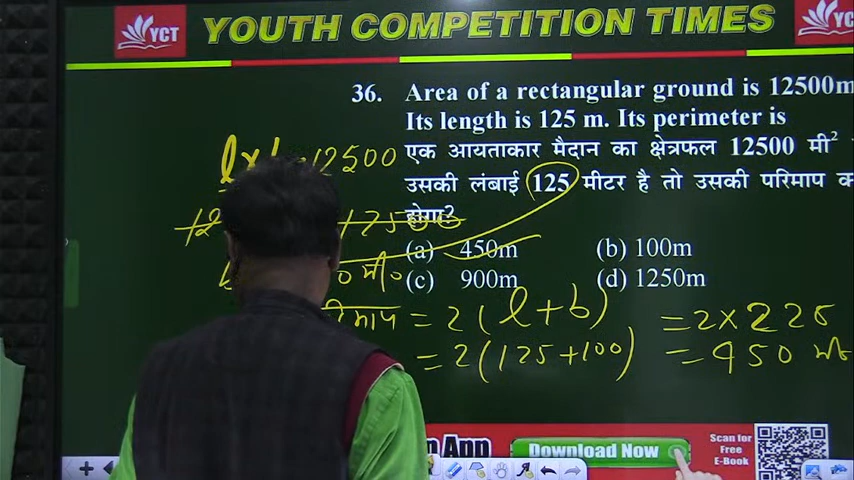 YCT
YOUTH COMPETITION TIMES
YC
36. Area of a rectangular ground is 12500m
Its length is 125 m. Its perimeter is
एक आयताकार मैदान का क्षेत्रफल 12500 मी²
उसकी लंबाई 125 मीटर है तो उसकी परिमाप
होगा?
(a) 450m (b) 100m
(c) 900m (d) 1250m
l × 12500
= 2 ( l + b ) = 2 × 225
= 2 ( 125 + 100 ) = 450 मी
App
Download Now
Scan for
Free
E-Book